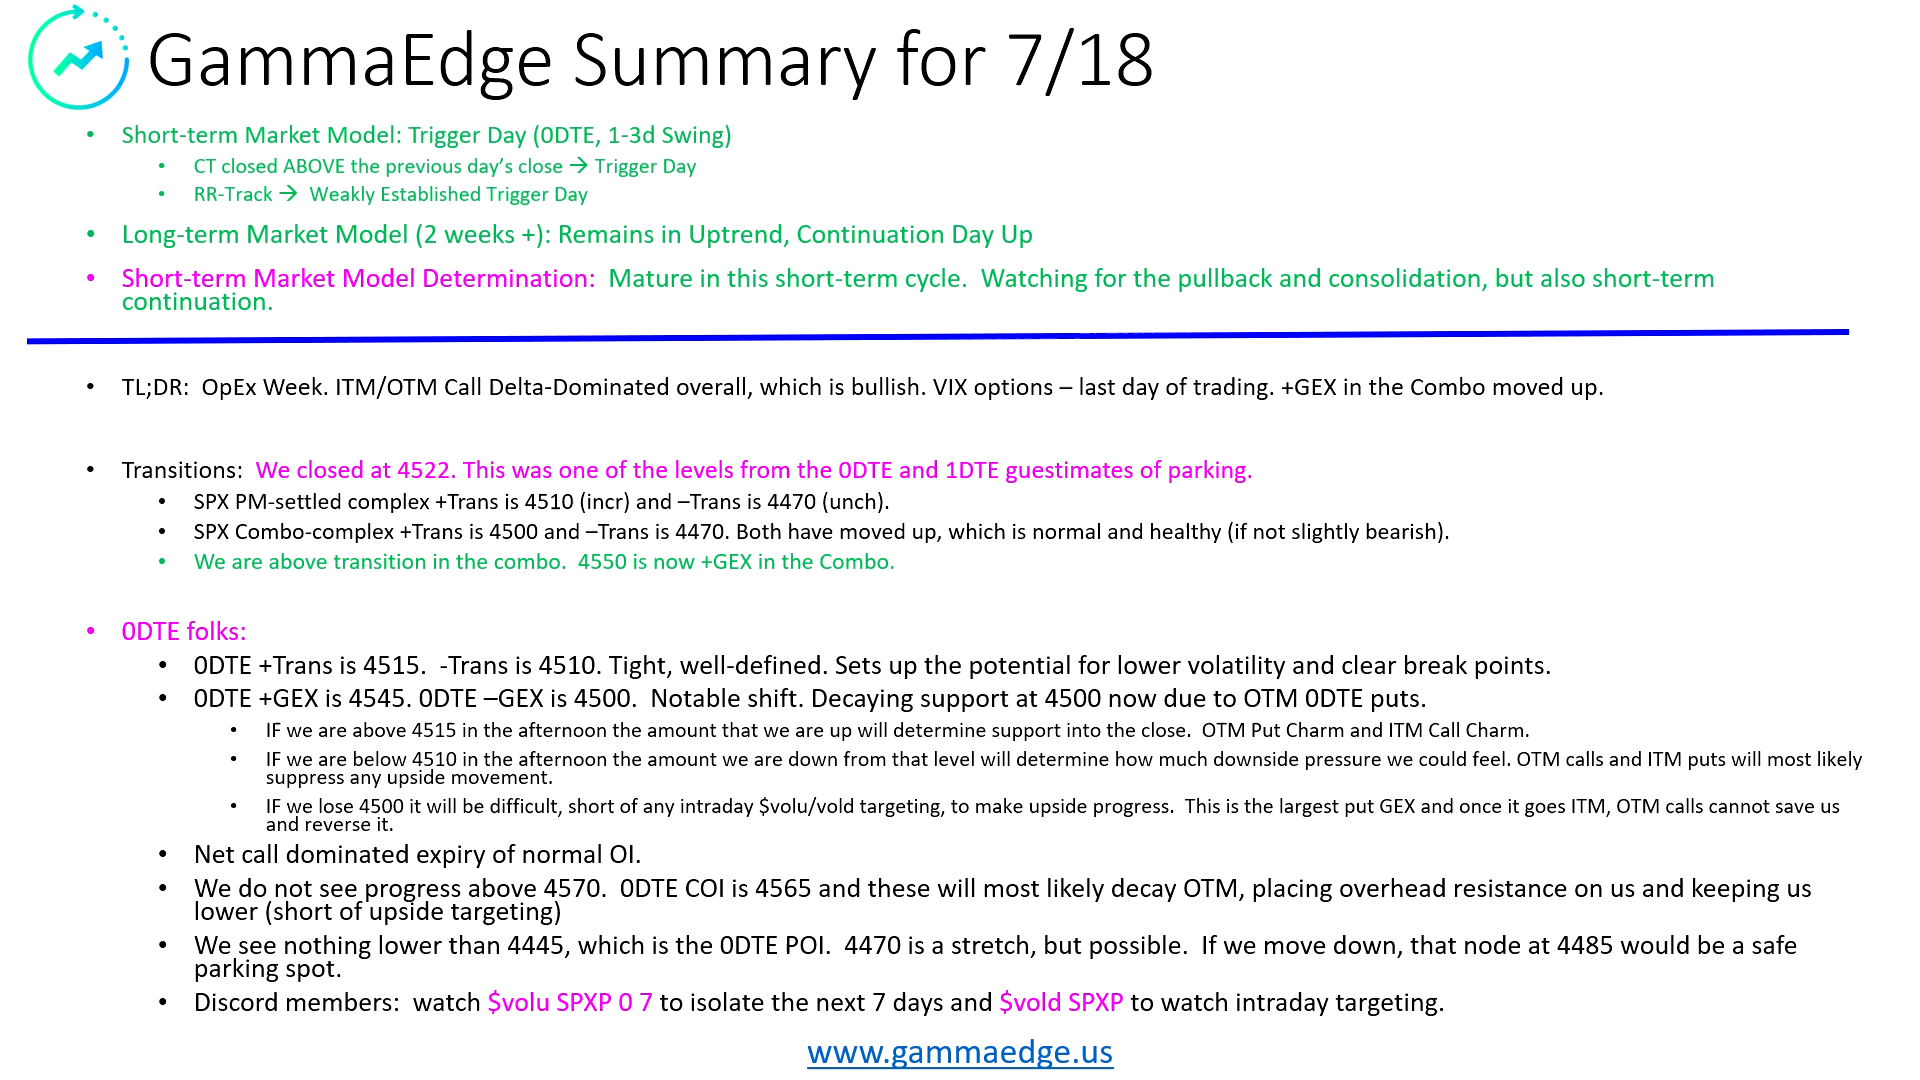 GammaEdge Summary for 7/18
• Short-term Market Model: Trigger Day (0DTE, 1-3d Swing)
• CT closed ABOVE the previous day’s close → Trigger Day
• RR-Track → Weakly Established Trigger Day
• Long-term Market Model (2 weeks +): Remains in Uptrend, Continuation Day Up
• Short-term Market Model Determination: Mature in this short-term cycle. Watching for the pullback and consolidation, but also short-term
continuation.
• TL;DR: OpEx Week. ITM/OTM Call Delta-Dominated overall, which is bullish. VIX options – last day of trading. +GEX in the Combo moved up.
• Transitions: We closed at 4522. This was one of the levels from the 0DTE and 1DTE guestimates of parking.
• SPX PM-settled complex +Trans is 4510 (incr) and –Trans is 4470 (unch).
• SPX Combo-complex +Trans is 4500 and –Trans is 4470. Both have moved up, which is normal and healthy (if not slightly bearish).
• We are above transition in the combo. 4550 is now +GEX in the Combo.
• 0DTE folks:
• 0DTE +Trans is 4515. -Trans is 4510. Tight, well-defined. Sets up the potential for lower volatility and clear break points.
• 0DTE +GEX is 4545. 0DTE –GEX is 4500. Notable shift. Decaying support at 4500 now due to OTM 0DTE puts.
• IF we are above 4515 in the afternoon the amount that we are up will determine support into the close. OTM Put Charm and ITM Call Charm.
• IF we are below 4510 in the afternoon the amount we are down from that level will determine how much downside pressure we could feel. OTM calls and ITM puts will most likely
suppress any upside movement.
• IF we lose 4500 it will be difficult, short of any intraday $volu/vold targeting, to make upside progress. This is the largest put GEX and once it goes ITM, OTM calls cannot save us
and reverse it.
• Net call dominated expiry of normal OI.
• We do not see progress above 4570. 0DTE COI is 4565 and these will most likely decay OTM, placing overhead resistance on us and keeping us
lower (short of upside targeting)
• We see nothing lower than 4445, which is the 0DTE POI. 4470 is a stretch, but possible. If we move down, that node at 4485 would be a safe
parking spot.
• Discord members: watch $volu SPXP 0 7 to isolate the next 7 days and $vold SPXP to watch intraday targeting.
www.gammaedge.us